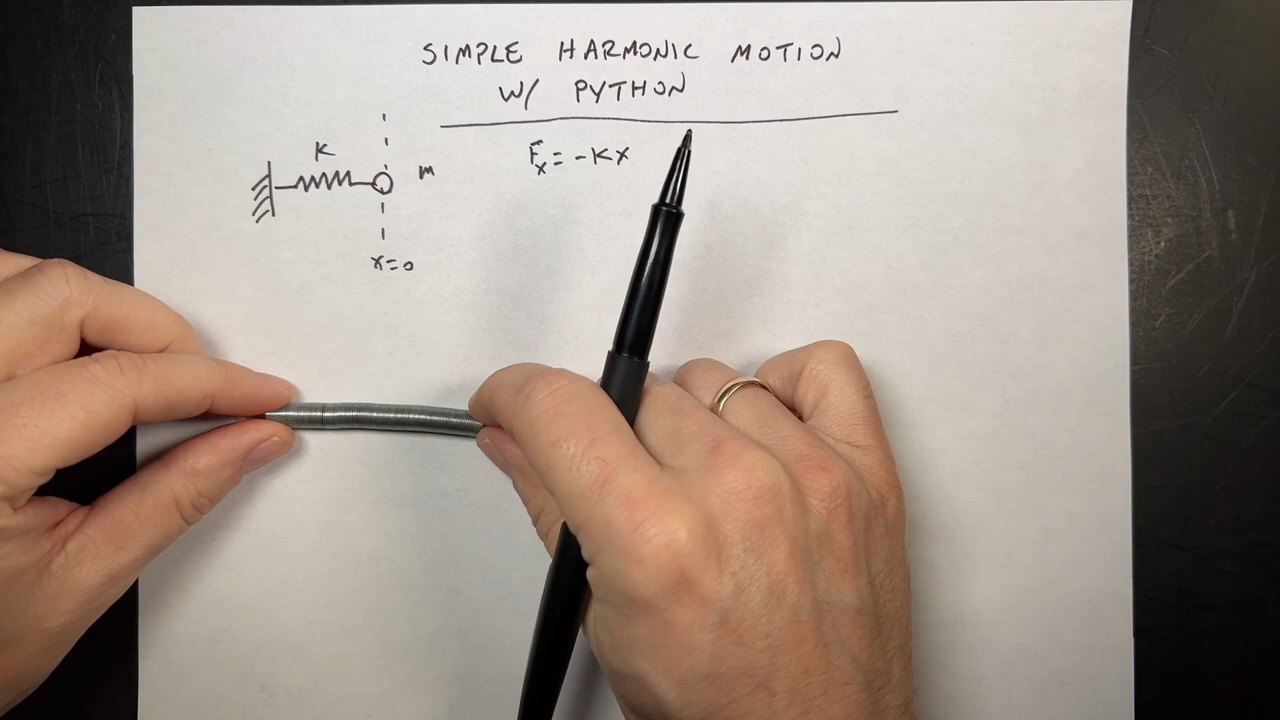 SIMPLE HARMONIC MOTION
W/ PYTHON
K
m
Fx = -Kx
x=0